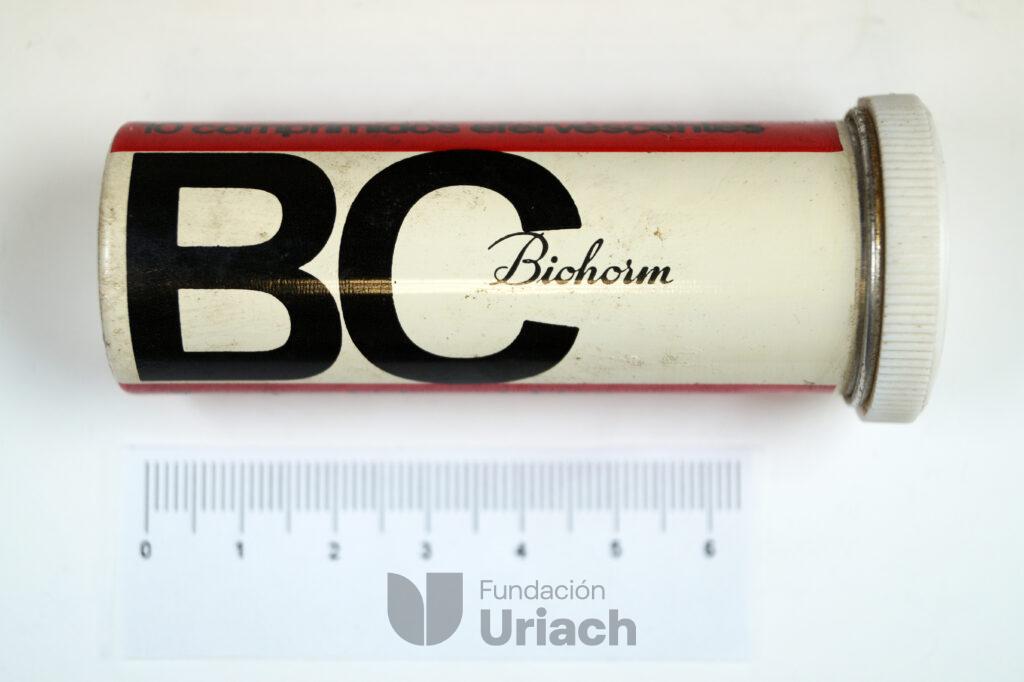 10 comprimidos efervescentes
BC
Biohorm
0 1 2 3 4 5 6
Fundación
Uriach